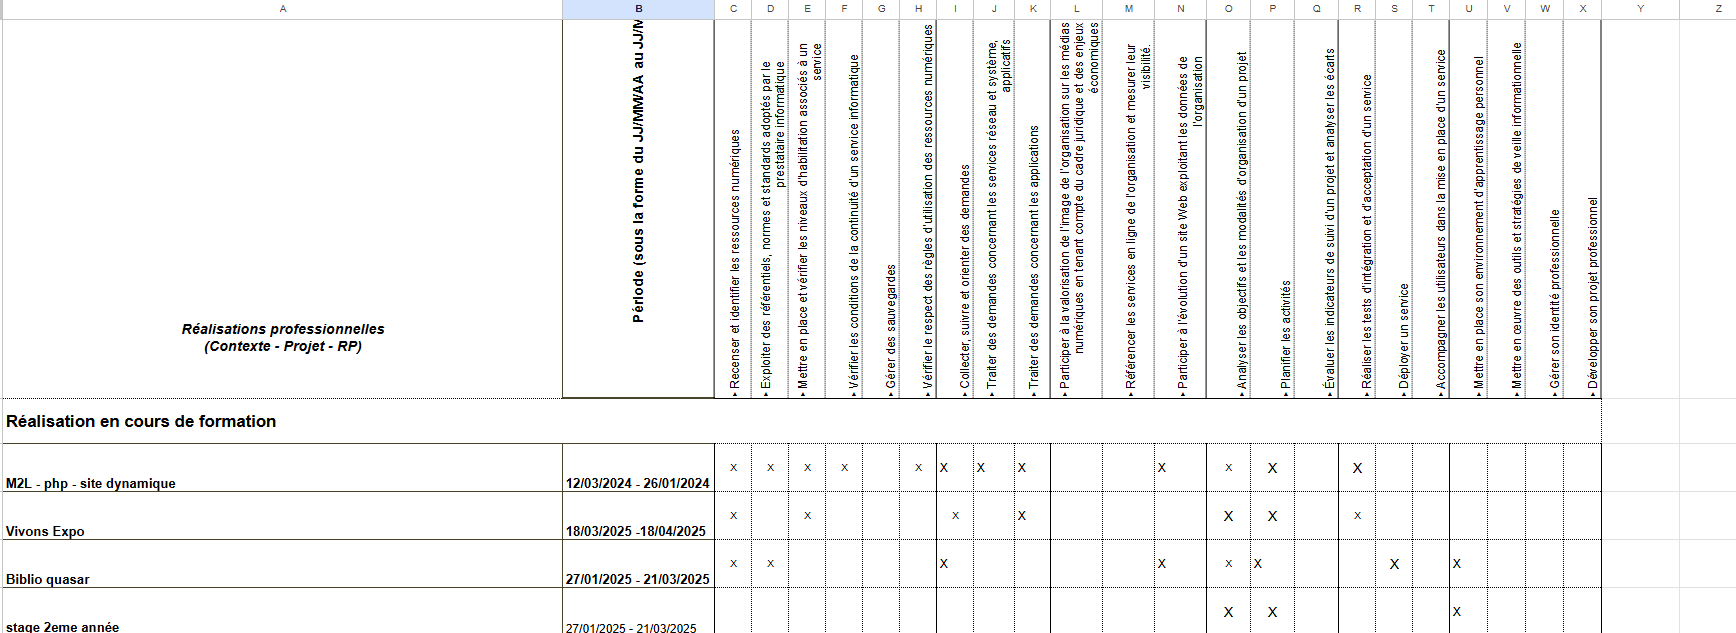 A B C D E F G H I J K L M N O P Q R S T U V W X Y Z
Réalisations professionnelles
(Contexte - Projet - RP)
Période (sous la forme du JJ/MM/AA au JJ/M
▸ Recenser et identifier les ressources numériques
▸ Exploiter des référentiels, normes et standards adoptés par le
prestataire informatique
▸ Mettre en place et vérifier les niveaux d'habilitation associés à un
service
▸ Vérifier les conditions de la continuité d'un service informatique
▸ Gérer des sauvegardes
▸ Vérifier le respect des règles d'utilisation des ressources numériques
▸ Collecter, suivre et orienter des demandes
▸ Traiter des demandes concernant les services réseau et système,
applicatifs
▸ Traiter des demandes concernant les applications
▸ Participer à la valorisation de l'image de l'organisation sur les médias
numériques en tenant compte du cadre juridique et des enjeux
économiques
▸ Référencer les services en ligne de l'organisation et mesurer leur
visibilité.
▸ Participer à l'évolution d'un site Web exploitant les données de
l'organisation
▸ Analyser les objectifs et les modalités d'organisation d'un projet
▸ Planifier les activités
▸ Évaluer les indicateurs de suivi d'un projet et analyser les écarts
▸ Réaliser les tests d'intégration et d'acceptation d'un service
▸ Déployer un service
▸ Accompagner les utilisateurs dans la mise en place d'un service
▸ Mettre en place son environnement d'apprentissage personnel
▸ Mettre en œuvre des outils et stratégies de veille informationnelle
▸ Gérer son identité professionnelle
▸ Développer son projet professionnel
Réalisation en cours de formation
M2L - php - site dynamique 12/03/2024 - 26/01/2024 X X X X X X X X X X X X
Vivons Expo 18/03/2025 -18/04/2025 X X X X X X X
Biblio quasar 27/01/2025 - 21/03/2025 X X X X X X X X
stage 2eme année 27/01/2025 - 21/03/2025 X X X